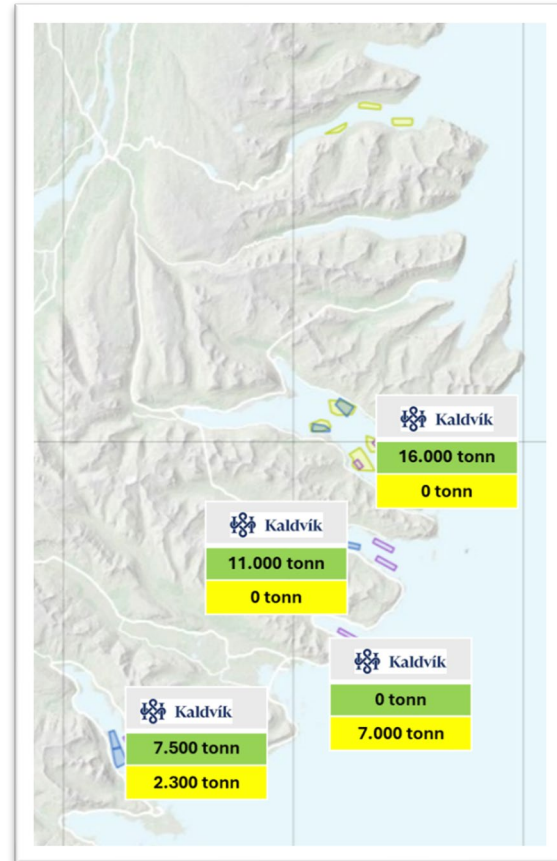 Kaldvík
16.000 tonn
0 tonn
Kaldvík
11.000 tonn
0 tonn
Kaldvík
0 tonn
7.000 tonn
Kaldvík
7.500 tonn
2.300 tonn